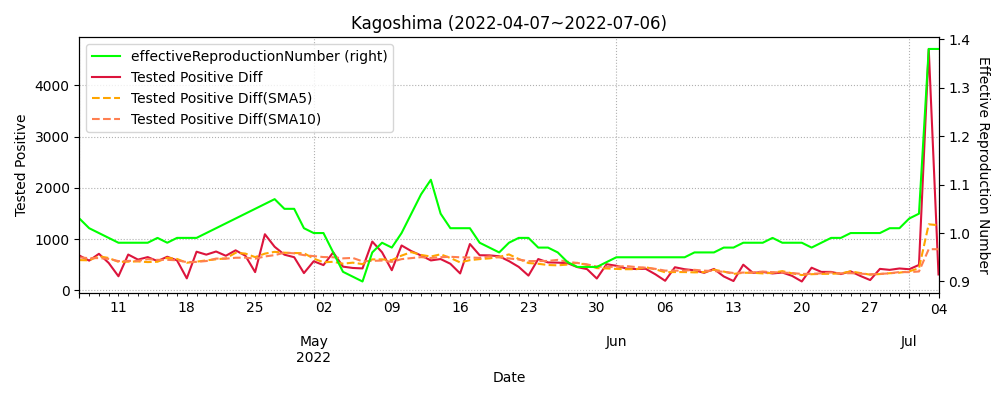 Kagoshima (2022-04-07~2022-07-06)
effectiveReproductionNumber (right)
Tested Positive Diff
Tested Positive Diff(SMA5)
Tested Positive Diff(SMA10)
Tested Positive
4000
3000
2000
1000
0
Effective Reproduction Number
1.4
1.3
1.2
1.1
1.0
0.9
11 18 25 02 09 16 23 30 06 13 20 27 04
May Jun Jul
2022
Date